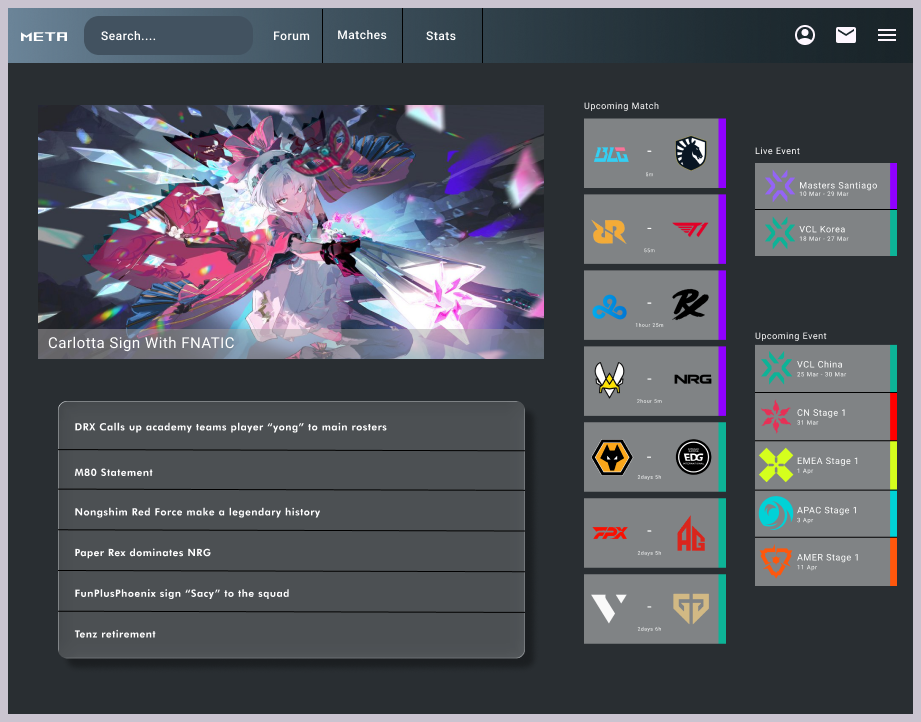 META
Search....
Forum
Matches
Stats
Carlotta Sign With FNATIC
DRX Calls up academy teams player “yong” to main rosters
M80 Statement
Nongshim Red Force make a legendary history
Paper Rex dominates NRG
FunPlusPhoenix sign “Sacy” to the squad
Tenz retirement
Upcoming Match
BLG
-
5m
-
T1
55m
-
1hour 25m
-
NRG
2hour 5m
-
EDG
2days 5h
FPX
-
AG
2days 5h
-
2days 6h
Live Event
Masters Santiago
10 Mar - 29 Mar
VCL Korea
18 Mar - 27 Mar
Upcoming Event
VCL China
25 Mar - 30 Mar
CN Stage 1
31 Mar
EMEA Stage 1
1 Apr
APAC Stage 1
3 Apr
AMER Stage 1
11 Apr